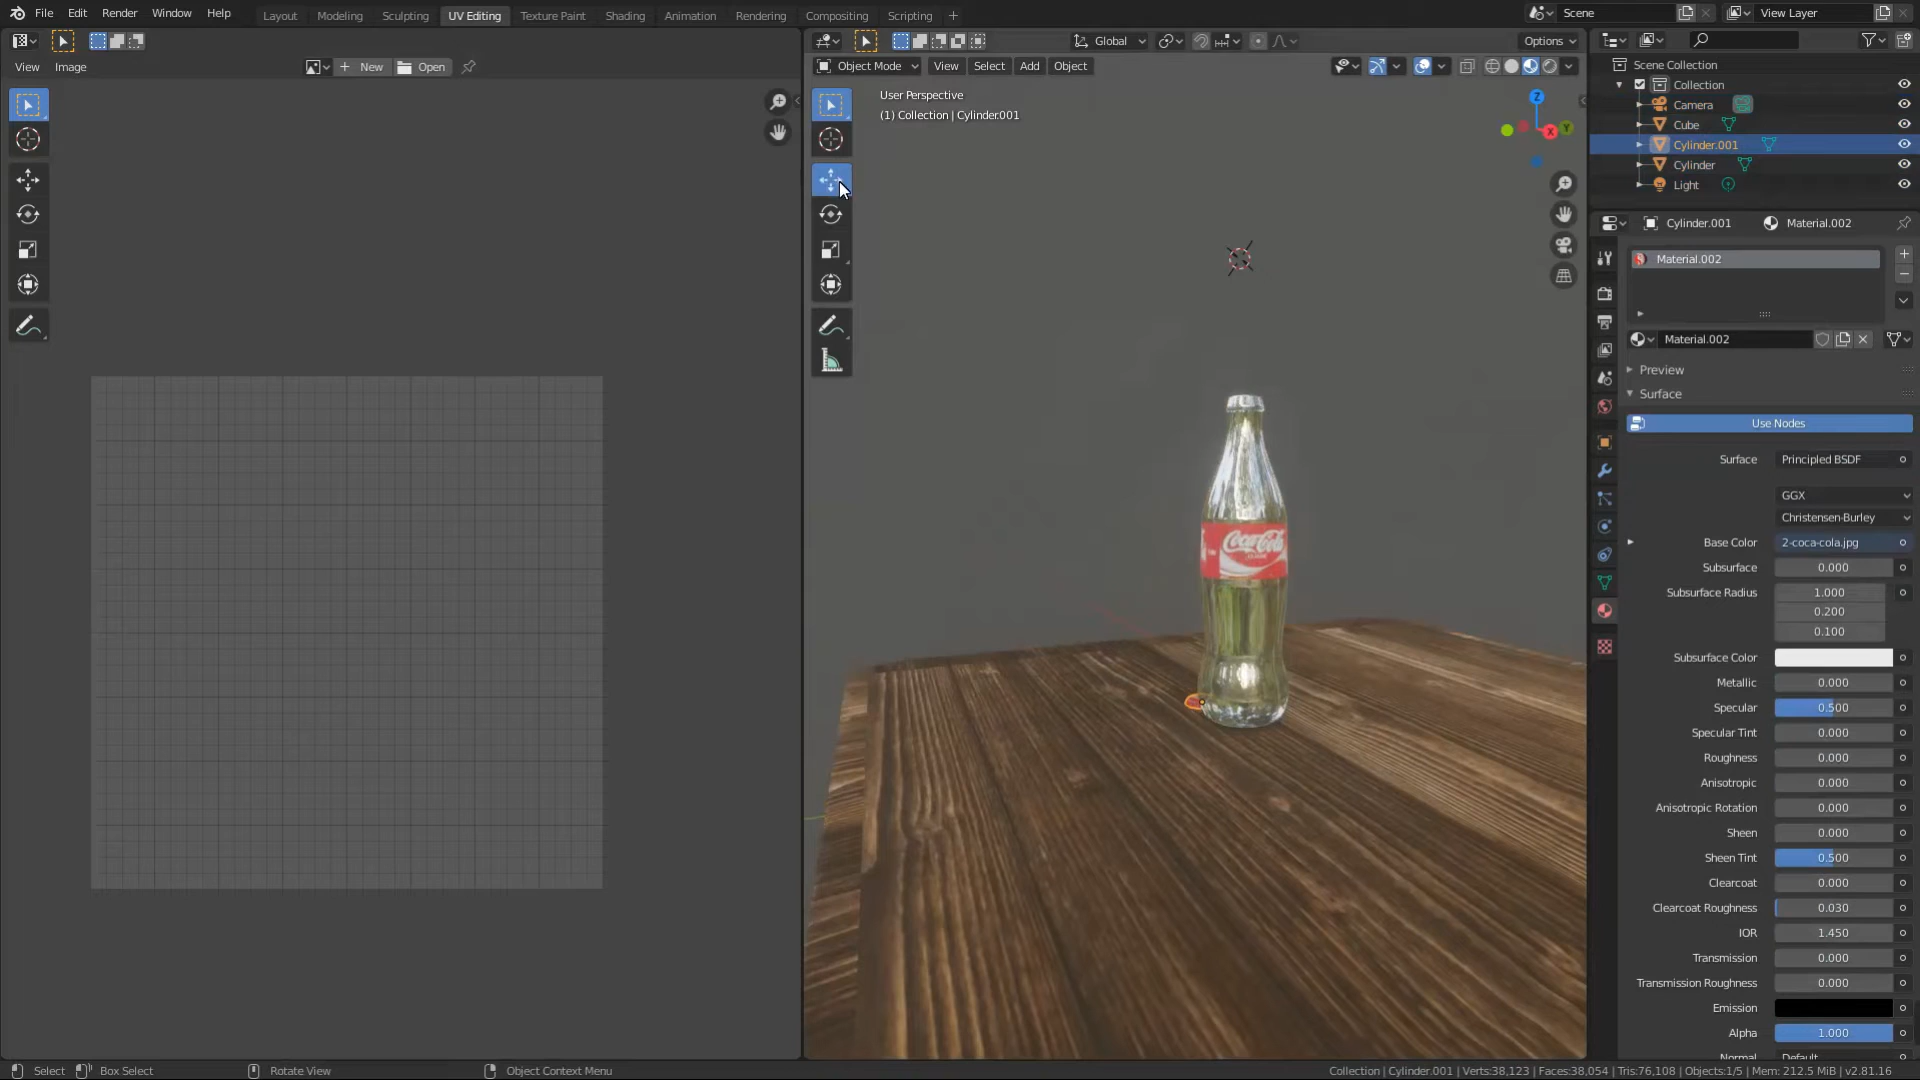 File Edit Render Window Help
Layout Modeling Sculpting UV Editing Texture Paint Shading Animation Rendering Compositing Scripting +
Scene
View Layer
View Image
New Open
Global
Options
Object Mode View Select Add Object
User Perspective
(1) Collection | Cylinder.001
Coca-Cola
Scene Collection
Collection
Camera
Cube
Cylinder.001
Cylinder
Light
Cylinder.001 Material.002
Material.002
Material.002
Preview
Surface
Use Nodes
Surface Principled BSDF
GGX
Christensen-Burley
Base Color 2-coca-cola.jpg
Subsurface 0.000
Subsurface Radius 1.000
0.200
0.100
Subsurface Color
Metallic 0.000
Specular 0.500
Specular Tint 0.000
Roughness 0.000
Anisotropic 0.000
Anisotropic Rotation 0.000
Sheen 0.000
Sheen Tint 0.500
Clearcoat 0.000
Clearcoat Roughness 0.030
IOR 1.450
Transmission 0.000
Transmission Roughness 0.000
Emission
Alpha 1.000
Normal Default
Select Box Select Rotate View Object Context Menu
Collection | Cylinder.001 | Verts:38,123 | Faces:38,054 | Tris:76,108 | Objects:1/5 | Mem: 212.5 MiB | v2.81.16